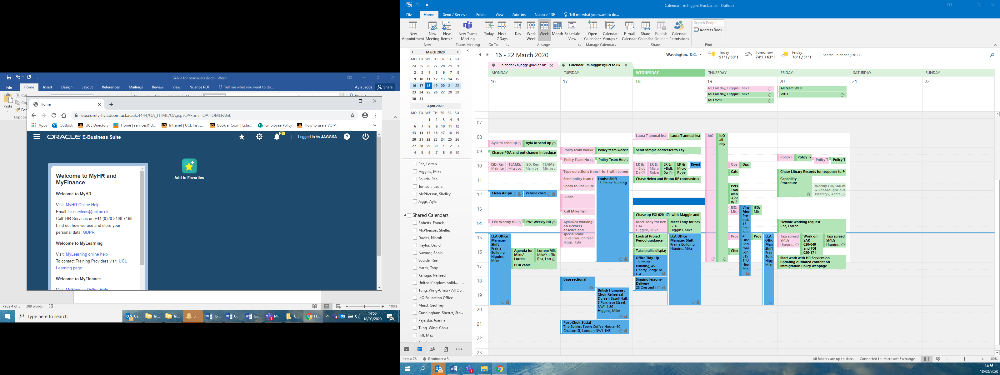 Guide for managers.docx - Word
File Home Insert Design Layout References Mailings Review View Nuance PDF Tell me what you want to do... Ayla Jaggs Share
Cut
Find
Paste
Clipboa
Home
ebscorelv-liv.adcom.ucl.ac.uk:4444/OA_HTML/OA.jsp?OAFunc=OAHOMEPAGE
Apps Outlook UCL Directory Home | services@U... Intranet | UCL Instit... Book a Room | Esta... Employee Policy How to use a VOIP... »
ORACLE E-Business Suite 21 Logged In As JAGGSA ?
Add to Favorites
Welcome to MyHR and
MyFinance
Welcome to MyHR
Visit: MyHR Online Help
Email: hr-services@ucl.ac.uk
Call: HR Services on +44 (0)20 3108 7168
Find out how we use and store your
personal data: GDPR
Welcome to MyLearning
Visit: MyLearning online help
To contact Training Providers visit: UCL
Learning page
Welcome to MyFinance
Visit: MyFinance Online Help
Page 4 of 5 389 words 100%
Type here to search
Ca... In... In... 3 ... To ... G... Gu... Mi... C... H...
14:56
18/03/2020
26
Calendar - m.higgins@ucl.ac.uk - Outlook
File Home Send / Receive Folder View Add-ins Nuance PDF Tell me what you want to do...
New Appointment
New Meeting
New Items
New Teams Meeting
Today
Next 7 Days
Day
Work Week
Week
Month
Schedule View
Open Calendar
Calendar Groups
E-mail Calendar
Share Calendar
Publish Online
Calendar Permissions
Search People
Address Book
New Teams Meeting Go To Arrange Manage Calendars Share Find
March 2020
MO TU WE TH FR SA SU
24 25 26 27 28 29 1
2 3 4 5 6 7 8
9 10 11 12 13 14 15
16 17 18 19 20 21 22
23 24 25 26 27 28 29
30 31
April 2020
MO TU WE TH FR SA SU
1 2 3 4 5
6 7 8 9 10 11 12
13 14 15 16 17 18 19
20 21 22 23 24 25 26
27 28 29 30 1 2 3
4 5 6 7 8 9 10
Rea, Lorren
Higgins, Mike
Souida, Rea
Tomson, Laura
McPherson, Shelley
Jaggs, Ayla
Shared Calendars
Roberts, Francis
McPherson, Shelley
Davies, Niamh
Haylor, David
Nawoor, Sonia
Souida, Rea
Harris, Tony
Kanuga, Naheed
United Kingdom holid...
Tung, Wing-Chau - All Op...
IoO.Education Office
Mead, Geoffrey
Cunningham-Sherret, Ste...
Pajerska, Joanna
Tung, Wing-Chau
Hill, Max
16 - 22 March 2020
Washington, D.C.
Today
57°F/50°F
Tomorrow
74°F/63°F
Friday
78°F/51°F
Search Calendar (Ctrl+E)
Calendar - a.jaggs@ucl.ac.uk
Calendar - m.higgins@ucl.ac.uk
MONDAY TUESDAY WEDNESDAY THURSDAY FRIDAY SATURDAY SUNDAY
16 17 18 19 20 21 22
IoO all day; Higgins, Mike
IoO all day; Higgins, Mike
IoO WfH
All team WFH
WfH
07
08
09
10
11
12
13
14
15
16
17
18
19
20
21
22
23
Ayla to send up
Ayla to send up
Charge PDA and put charger in backpa
ISD: Ren
Main Le
TEAMS:
Microso
ISD: Ren
Main Le
TEAMS:
Microso
Clean Air-pu
Vehicle checl
FW: Weekly HR
FW: Weekly HR
LLA Office
Manager
Shift
Prairie
Building
Higgins,
Mike
Agenda for
Mike/
Lorren
Lorren/Mik
Mike's offic
Rea, Lorr
PDA cable
Policy team workin
Policy team workin
Policy Team Hu
Policy Team Hu
Type up actions from 1-to-1 with Lorren
Send policy team r
Speak to Rea RE M
Lunch
Call Mike 1ish
Ayla/Rea working
on sickness
absence and
special leave
I'll call you on team
Jaggs, Ayla
Louise Shift
13 Prairie Building
Base sectional
British Humanist
Choir Rehearsal
Doreen Bazell Hall,
3 Purchese Street,
NW1 1UG
Higgins, Mike
Post-Choir Social
The Somers Town Coffee House, 60
Chalton St, London NW1 1HS
Laura T annual lea
Laura T annual lea
Send sample addresses to Fay
ER &
~Bidb
Da
ER &
Micro
Robei
ER &
~Bidb
Da
ER &
Micro
Robei
Riverf
Chase Helen and Bruno RE coronavirus
Chase up FOI 020-171 with Maggie and
Meet Tony for nev
G14
Higgins, Mike
Meet Tony for nev
G14
Higgins, Mike
Look at Project
Period guidance
Take braille display
Office Tidy-Up
13 Prairie
Building, 45
Liberty Bridge rd
LLA
Singing lessons-
Delivery
28 Crescent F
LLA Office
Manager Shift
Prairie Building
Higgins, Mike
IoO
IoO
all
day
Ops
Ops
Catc
Pers
Toda
web
-Cor
ISD:
Micr
Virg
Med
Pre-
Insta
13
Prair
Build
45
Libe
Brid
road
Lond
E15
1FU
Higg
Mike
ISD:
Micr
Prov
Prov
Chec
LLA
Offic
Man
Shift
Prair
Build
Higg
Mike
Policy T
Policy T
Policy T
Policy T
Chase Library Records for response to F
Capability
Procedure
Weekly FOI/SAR m
~BidboroughHous
Blaszczyk, Agata
Flexible working request
Rea, Lorren
Taxi spread
SMLG
Higgins,
Work on
SAR
020-040
and FOI
020-171
Taxi spread
SMLG
Higgins,
Start work with HR Services on
updating outdated content on
Immigration Policy webpage
Items: 76 Reminders: 3
All folders are up to date. Connected to: Microsoft Exchange 100%
14:56
18/03/2020